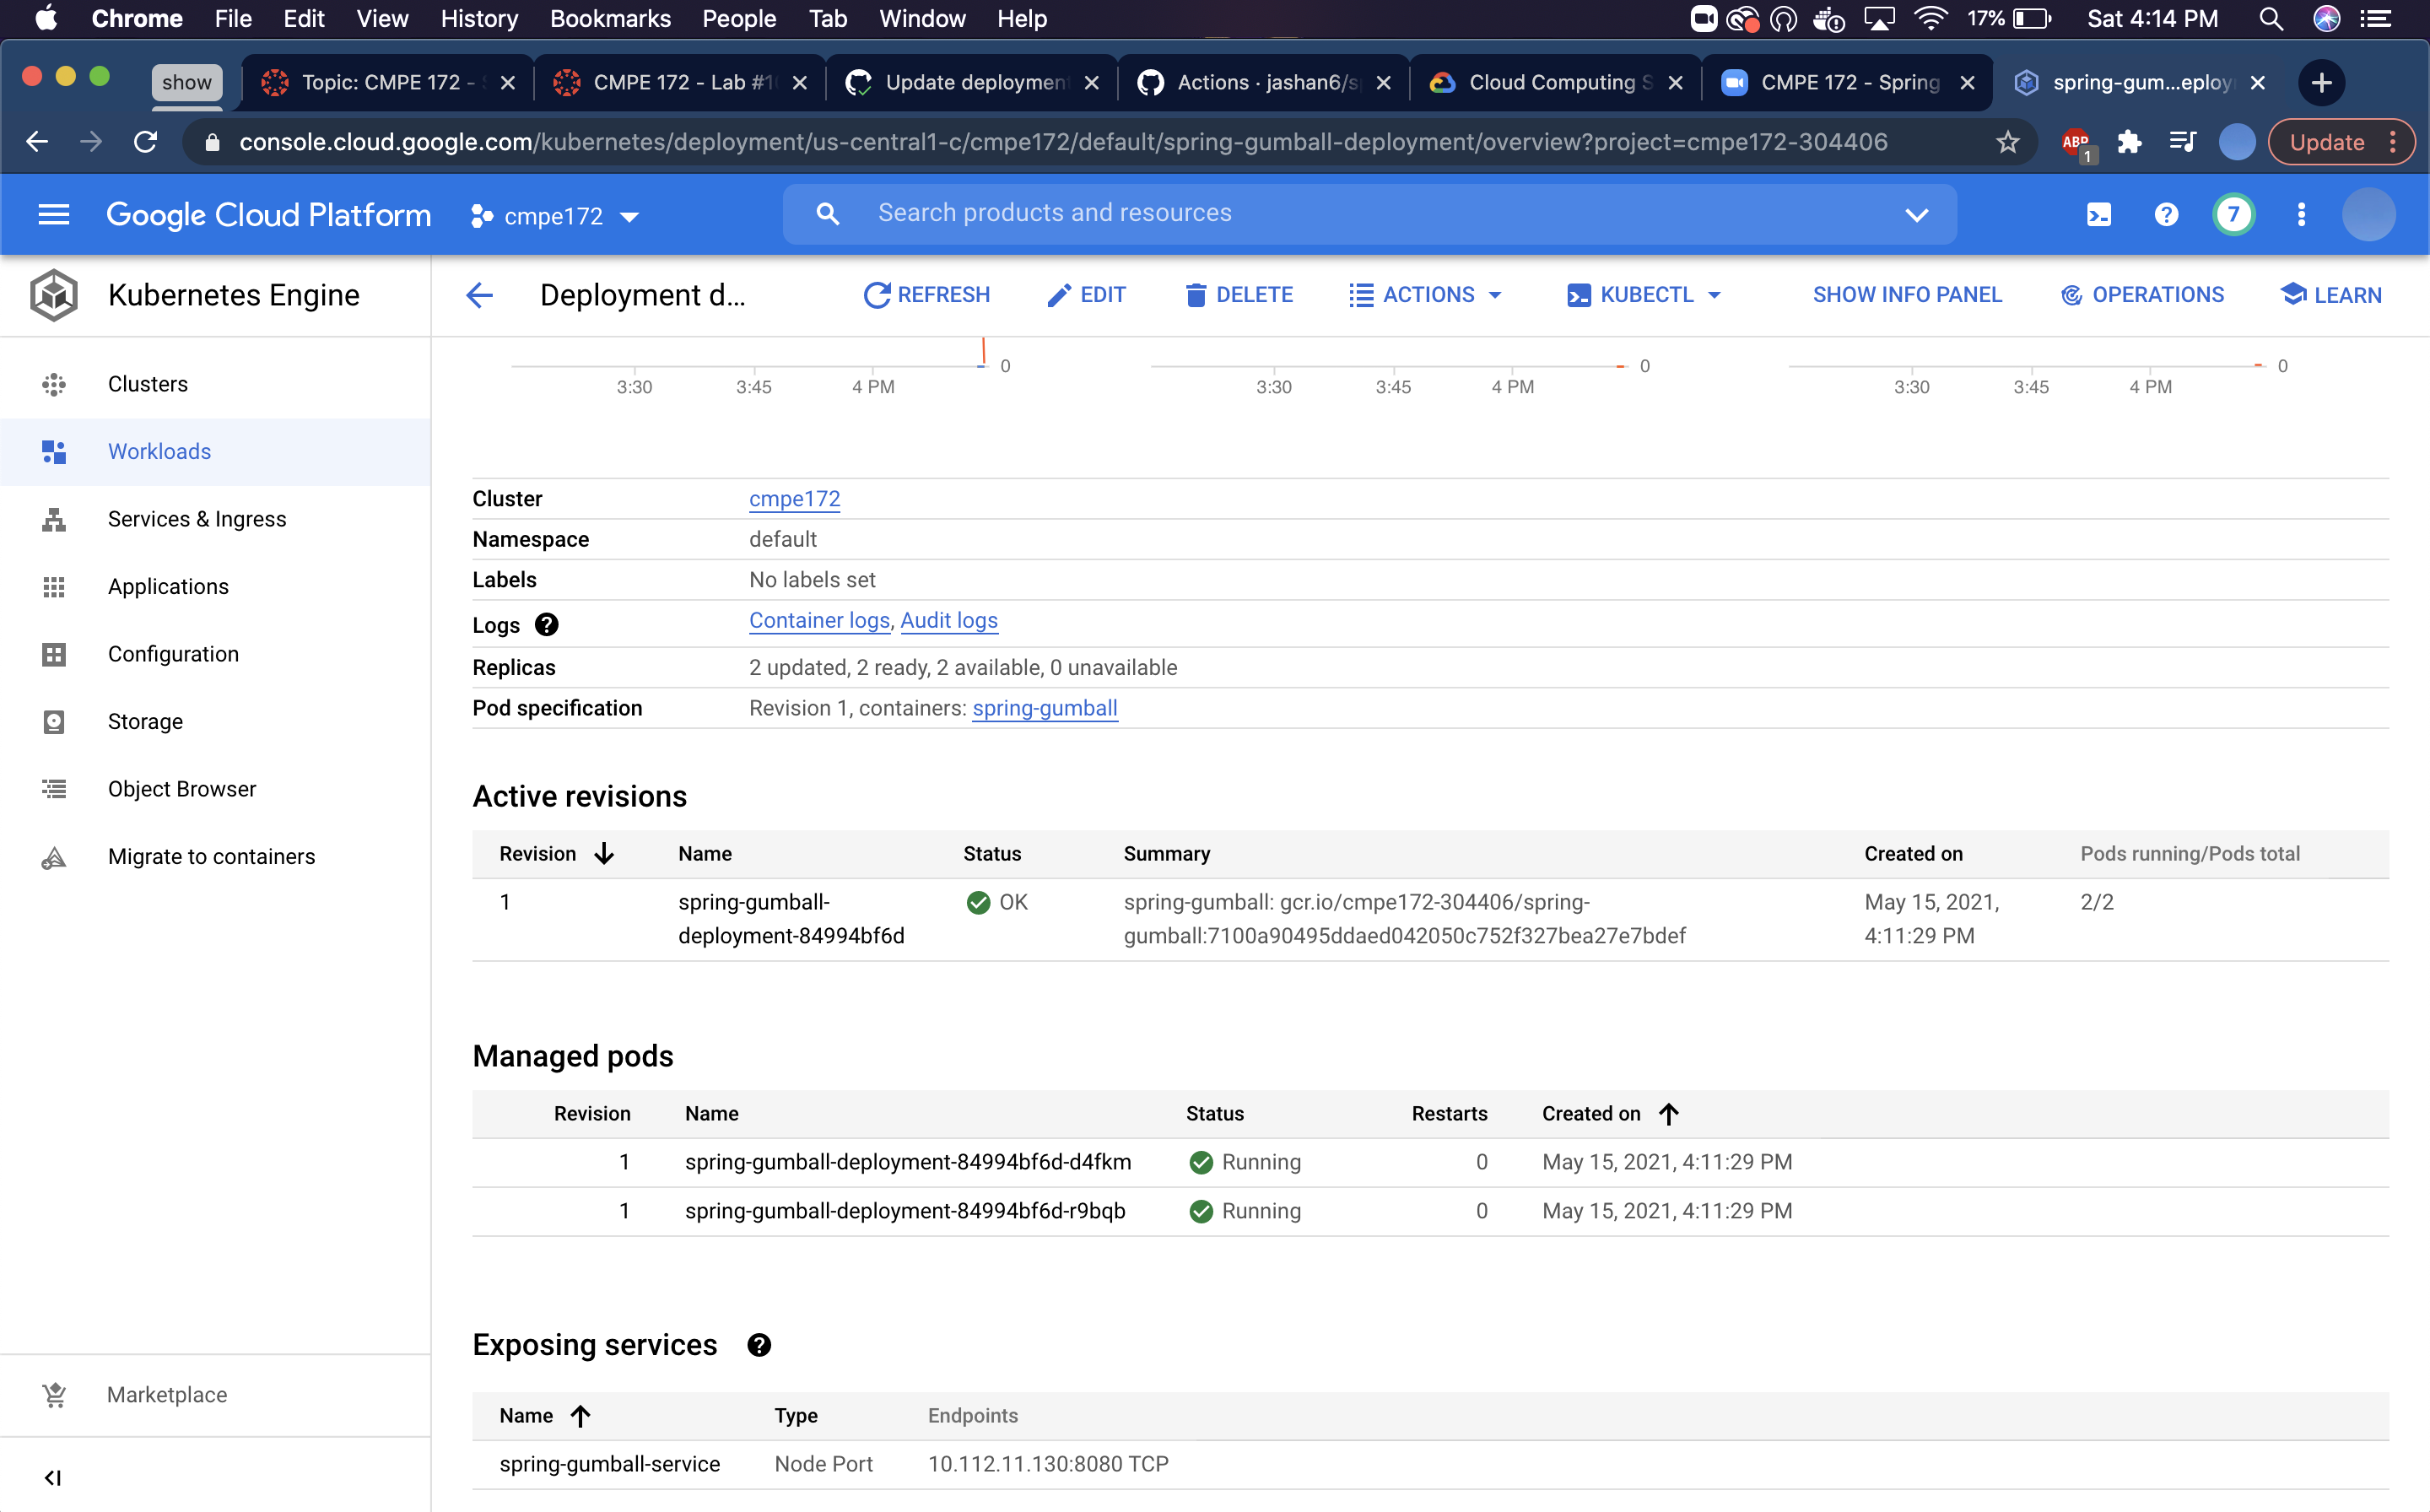 Chrome File Edit View History Bookmarks People Tab Window Help 17% Sat 4:14 PM
show Topic: CMPE 172 - CMPE 172 - Lab #1 Update deploymen Actions · jashan6/s Cloud Computing S CMPE 172 - Spring spring-gum...eploy
console.cloud.google.com/kubernetes/deployment/us-central1-c/cmpe172/default/spring-gumball-deployment/overview?project=cmpe172-304406 ABP 1 Update
Google Cloud Platform cmpe172 Search products and resources 7
Kubernetes Engine Deployment d... REFRESH EDIT DELETE ACTIONS KUBECTL SHOW INFO PANEL OPERATIONS LEARN
0 0 0
3:30 3:45 4 PM 3:30 3:45 4 PM 3:30 3:45 4 PM
Clusters
Workloads
Services & Ingress
Applications
Configuration
Storage
Object Browser
Migrate to containers
Marketplace
Cluster cmpe172
Namespace default
Labels No labels set
Logs Container logs, Audit logs
Replicas 2 updated, 2 ready, 2 available, 0 unavailable
Pod specification Revision 1, containers: spring-gumball
Active revisions
Revision Name Status Summary Created on Pods running/Pods total
1 spring-gumball- OK spring-gumball: gcr.io/cmpe172-304406/spring- May 15, 2021, 2/2
deployment-84994bf6d gumball:7100a90495ddaed042050c752f327bea27e7bdef 4:11:29 PM
Managed pods
Revision Name Status Restarts Created on
1 spring-gumball-deployment-84994bf6d-d4fkm Running 0 May 15, 2021, 4:11:29 PM
1 spring-gumball-deployment-84994bf6d-r9bqb Running 0 May 15, 2021, 4:11:29 PM
Exposing services
Name Type Endpoints
spring-gumball-service Node Port 10.112.11.130:8080 TCP